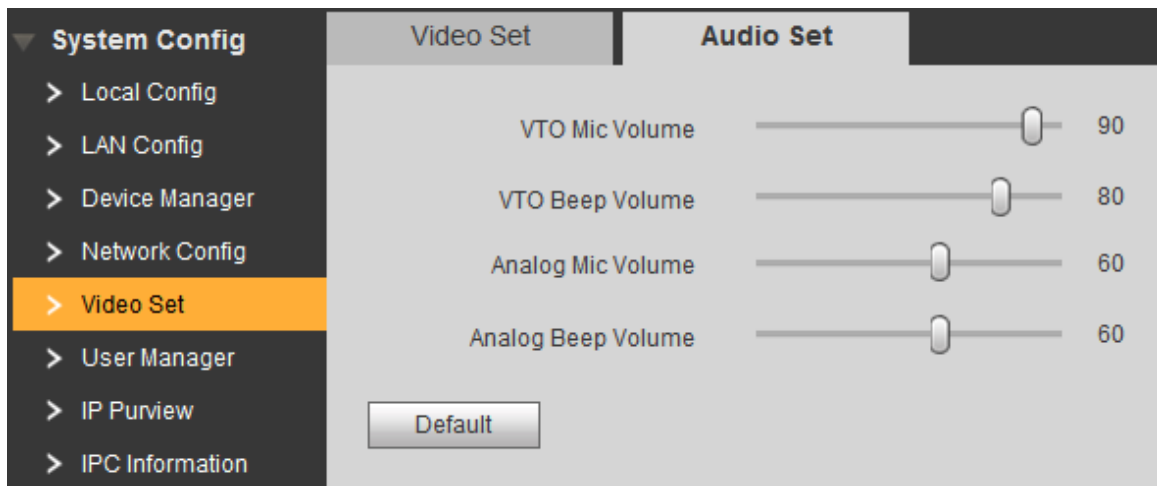 System Config
Local Config
LAN Config
Device Manager
Network Config
Video Set
User Manager
IP Purview
IPC Information
Video Set
Audio Set
VTO Mic Volume 90
VTO Beep Volume 80
Analog Mic Volume 60
Analog Beep Volume 60
Default